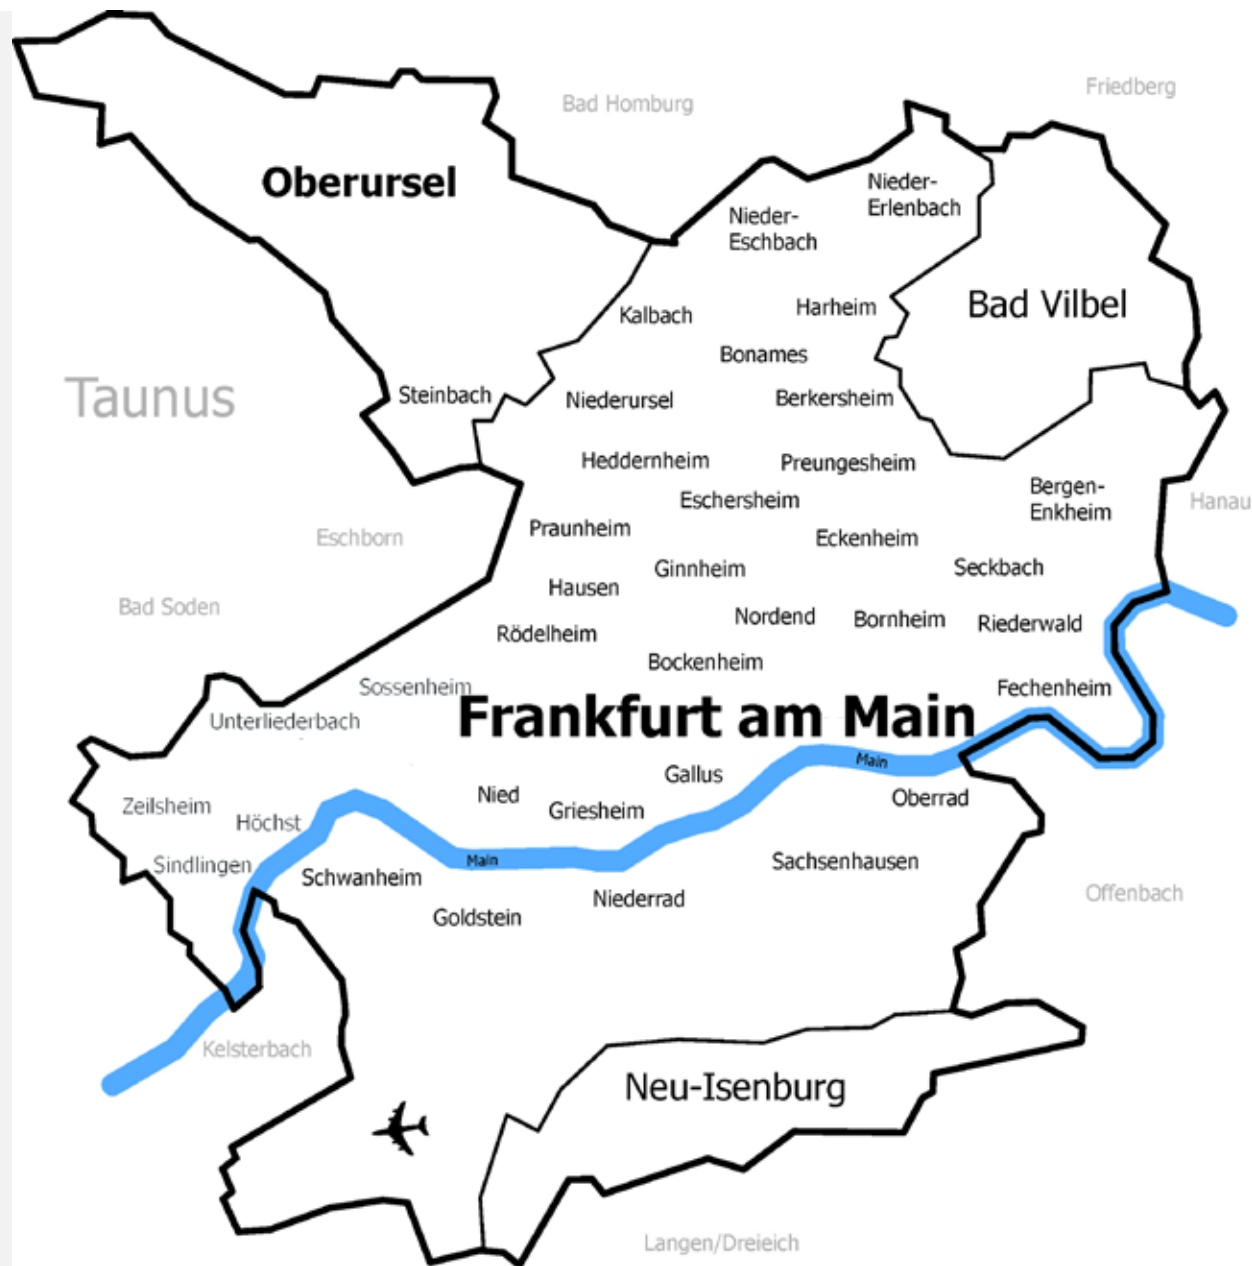 Friedberg
Bad Homburg
Oberursel
Nieder-
Erlenbach
Nieder-
Eschbach
Bad Vilbel
Harheim
Kalbach
Bonames
Taunus
Steinbach
Niederursel
Berkersheim
Heddernheim
Preungesheim
Bergen-
Enkheim
Hanau
Eschersheim
Praunheim
Eschborn
Eckenheim
Ginnheim
Seckbach
Hausen
Bad Soden
Nordend
Bornheim
Riederwald
Rödelheim
Bockenheim
Sossenheim
Fechenheim
Unterliederbach
Frankfurt am Main
Main
Gallus
Nied
Oberrad
Zeilsheim
Griesheim
Höchst
Main
Sachsenhausen
Sindlingen
Schwanheim
Offenbach
Niederrad
Goldstein
Kelsterbach
Neu-Isenburg
Langen/Dreieich